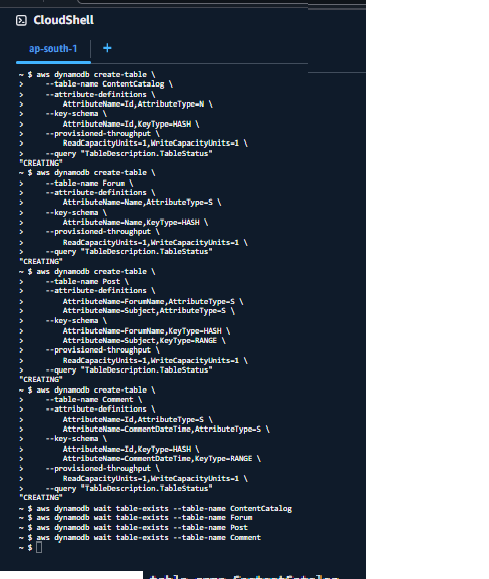 CloudShell
ap-south-1 +
~ $ aws dynamodb create-table \
>     --table-name ContentCatalog \
>     --attribute-definitions \
>         AttributeName=Id,AttributeType=N \
>     --key-schema \
>         AttributeName=Id,KeyType=HASH \
>     --provisioned-throughput \
>         ReadCapacityUnits=1,WriteCapacityUnits=1 \
>     --query "TableDescription.TableStatus"
"CREATING"
~ $ aws dynamodb create-table \
>     --table-name Forum \
>     --attribute-definitions \
>         AttributeName=Name,AttributeType=S \
>     --key-schema \
>         AttributeName=Name,KeyType=HASH \
>     --provisioned-throughput \
>         ReadCapacityUnits=1,WriteCapacityUnits=1 \
>     --query "TableDescription.TableStatus"
"CREATING"
~ $ aws dynamodb create-table \
>     --table-name Post \
>     --attribute-definitions \
>         AttributeName=ForumName,AttributeType=S \
>         AttributeName=Subject,AttributeType=S \
>     --key-schema \
>         AttributeName=ForumName,KeyType=HASH \
>         AttributeName=Subject,KeyType=RANGE \
>     --provisioned-throughput \
>         ReadCapacityUnits=1,WriteCapacityUnits=1 \
>     --query "TableDescription.TableStatus"
"CREATING"
~ $ aws dynamodb create-table \
>     --table-name Comment \
>     --attribute-definitions \
>         AttributeName=Id,AttributeType=S \
>         AttributeName=CommentDateTime,AttributeType=S \
>     --key-schema \
>         AttributeName=Id,KeyType=HASH \
>         AttributeName=CommentDateTime,KeyType=RANGE \
>     --provisioned-throughput \
>         ReadCapacityUnits=1,WriteCapacityUnits=1 \
>     --query "TableDescription.TableStatus"
"CREATING"
~ $ aws dynamodb wait table-exists --table-name ContentCatalog
~ $ aws dynamodb wait table-exists --table-name Forum
~ $ aws dynamodb wait table-exists --table-name Post
~ $ aws dynamodb wait table-exists --table-name Comment
~ $